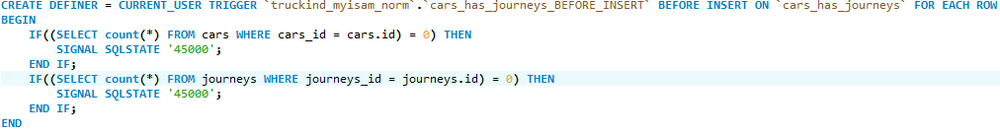 CREATE DEFINER = CURRENT_USER TRIGGER `truckind_myisam_norm`.`cars_has_journeys_BEFORE_INSERT` BEFORE INSERT ON `cars_has_journeys` FOR EACH ROW
BEGIN
    IF((SELECT count(*) FROM cars WHERE cars_id = cars.id) = 0) THEN
        SIGNAL SQLSTATE '45000';
    END IF;
    IF((SELECT count(*) FROM journeys WHERE journeys_id = journeys.id) = 0) THEN
        SIGNAL SQLSTATE '45000';
    END IF;
END